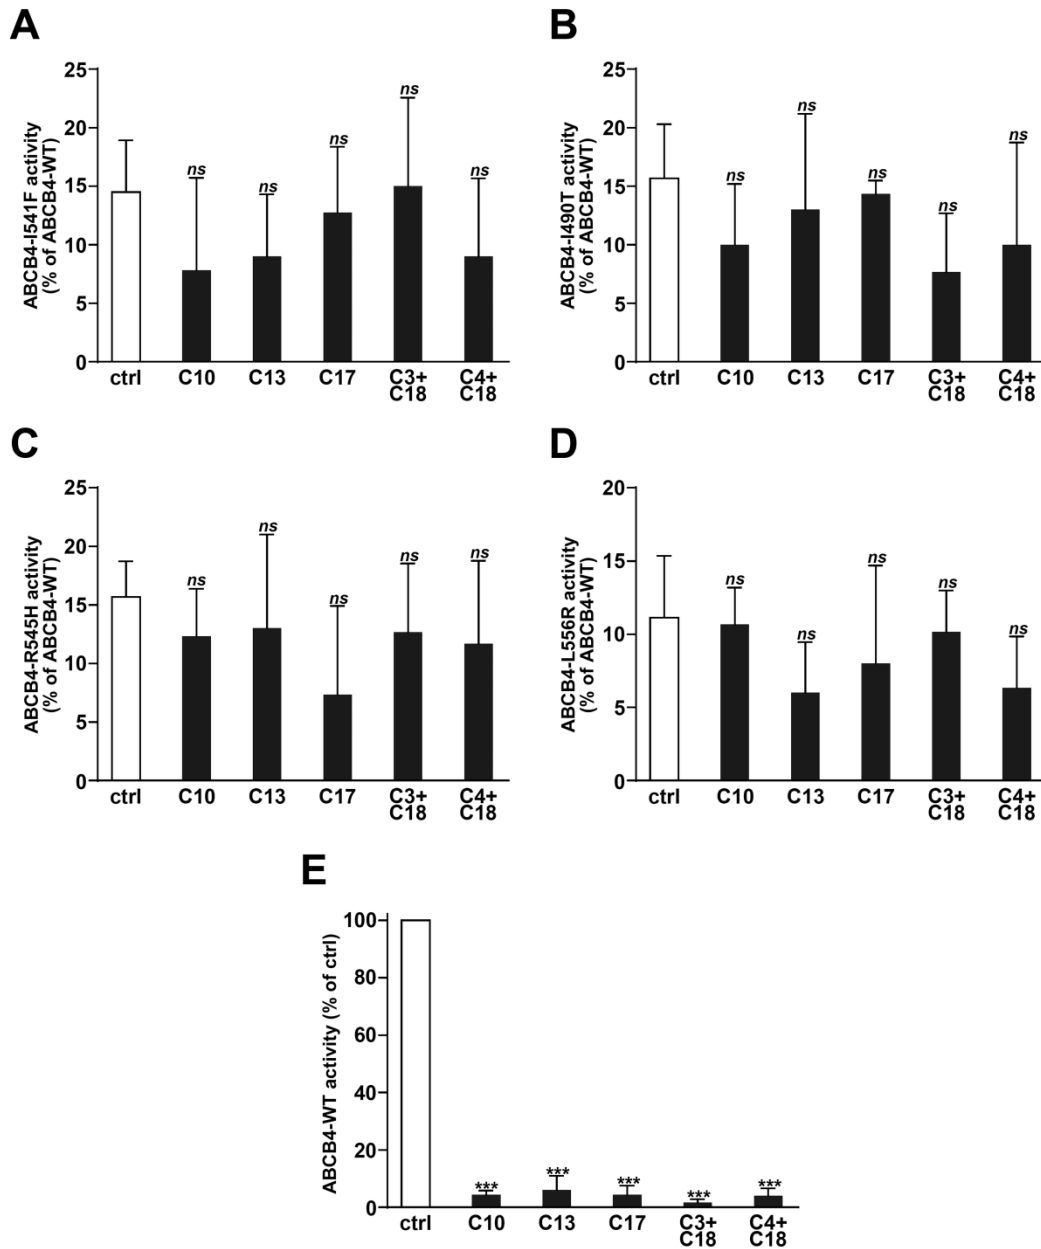 A
ABCB4-I541F activity
(% of ABCB4-WT)
25
20
15
10
5
0
ns
ns
ns
ns
ns
ctrl
C10
C13
C17
C3+
C18
C4+
C18
B
ABCB4-I490T activity
(% of ABCB4-WT)
25
20
15
10
5
0
ns
ns
ns
ns
ns
ctrl
C10
C13
C17
C3+
C18
C4+
C18
C
ABCB4-R545H activity
(% of ABCB4-WT)
25
20
15
10
5
0
ns
ns
ns
ns
ns
ctrl
C10
C13
C17
C3+
C18
C4+
C18
D
ABCB4-L556R activity
(% of ABCB4-WT)
20
15
10
5
0
ns
ns
ns
ns
ns
ctrl
C10
C13
C17
C3+
C18
C4+
C18
E
ABCB4-WT activity (% of ctrl)
100
80
60
40
20
0
***
***
***
***
***
ctrl
C10
C13
C17
C3+
C18
C4+
C18